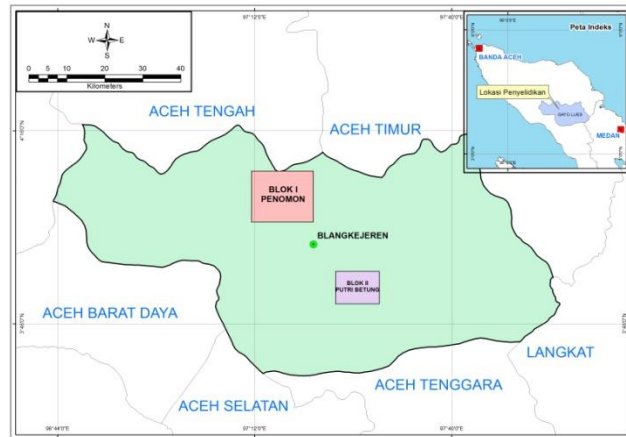 97°12'0"E
97°40'0"E
N
W
E
S
0
5
10
20
30
40
Kilometers
Peta Indeks
BANDA ACEH
Lokasi Penyelidikan
GAYO LUES
MEDAN
ACEH TENGAH
ACEH TIMUR
BLOK I
PENOMON
BLANGKEJEREN
BLOK II
PUTRI BETUNG
ACEH BARAT DAYA
LANGKAT
ACEH TENGGARA
ACEH SELATAN
96°44'0"E
97°12'0"E
97°40'0"E